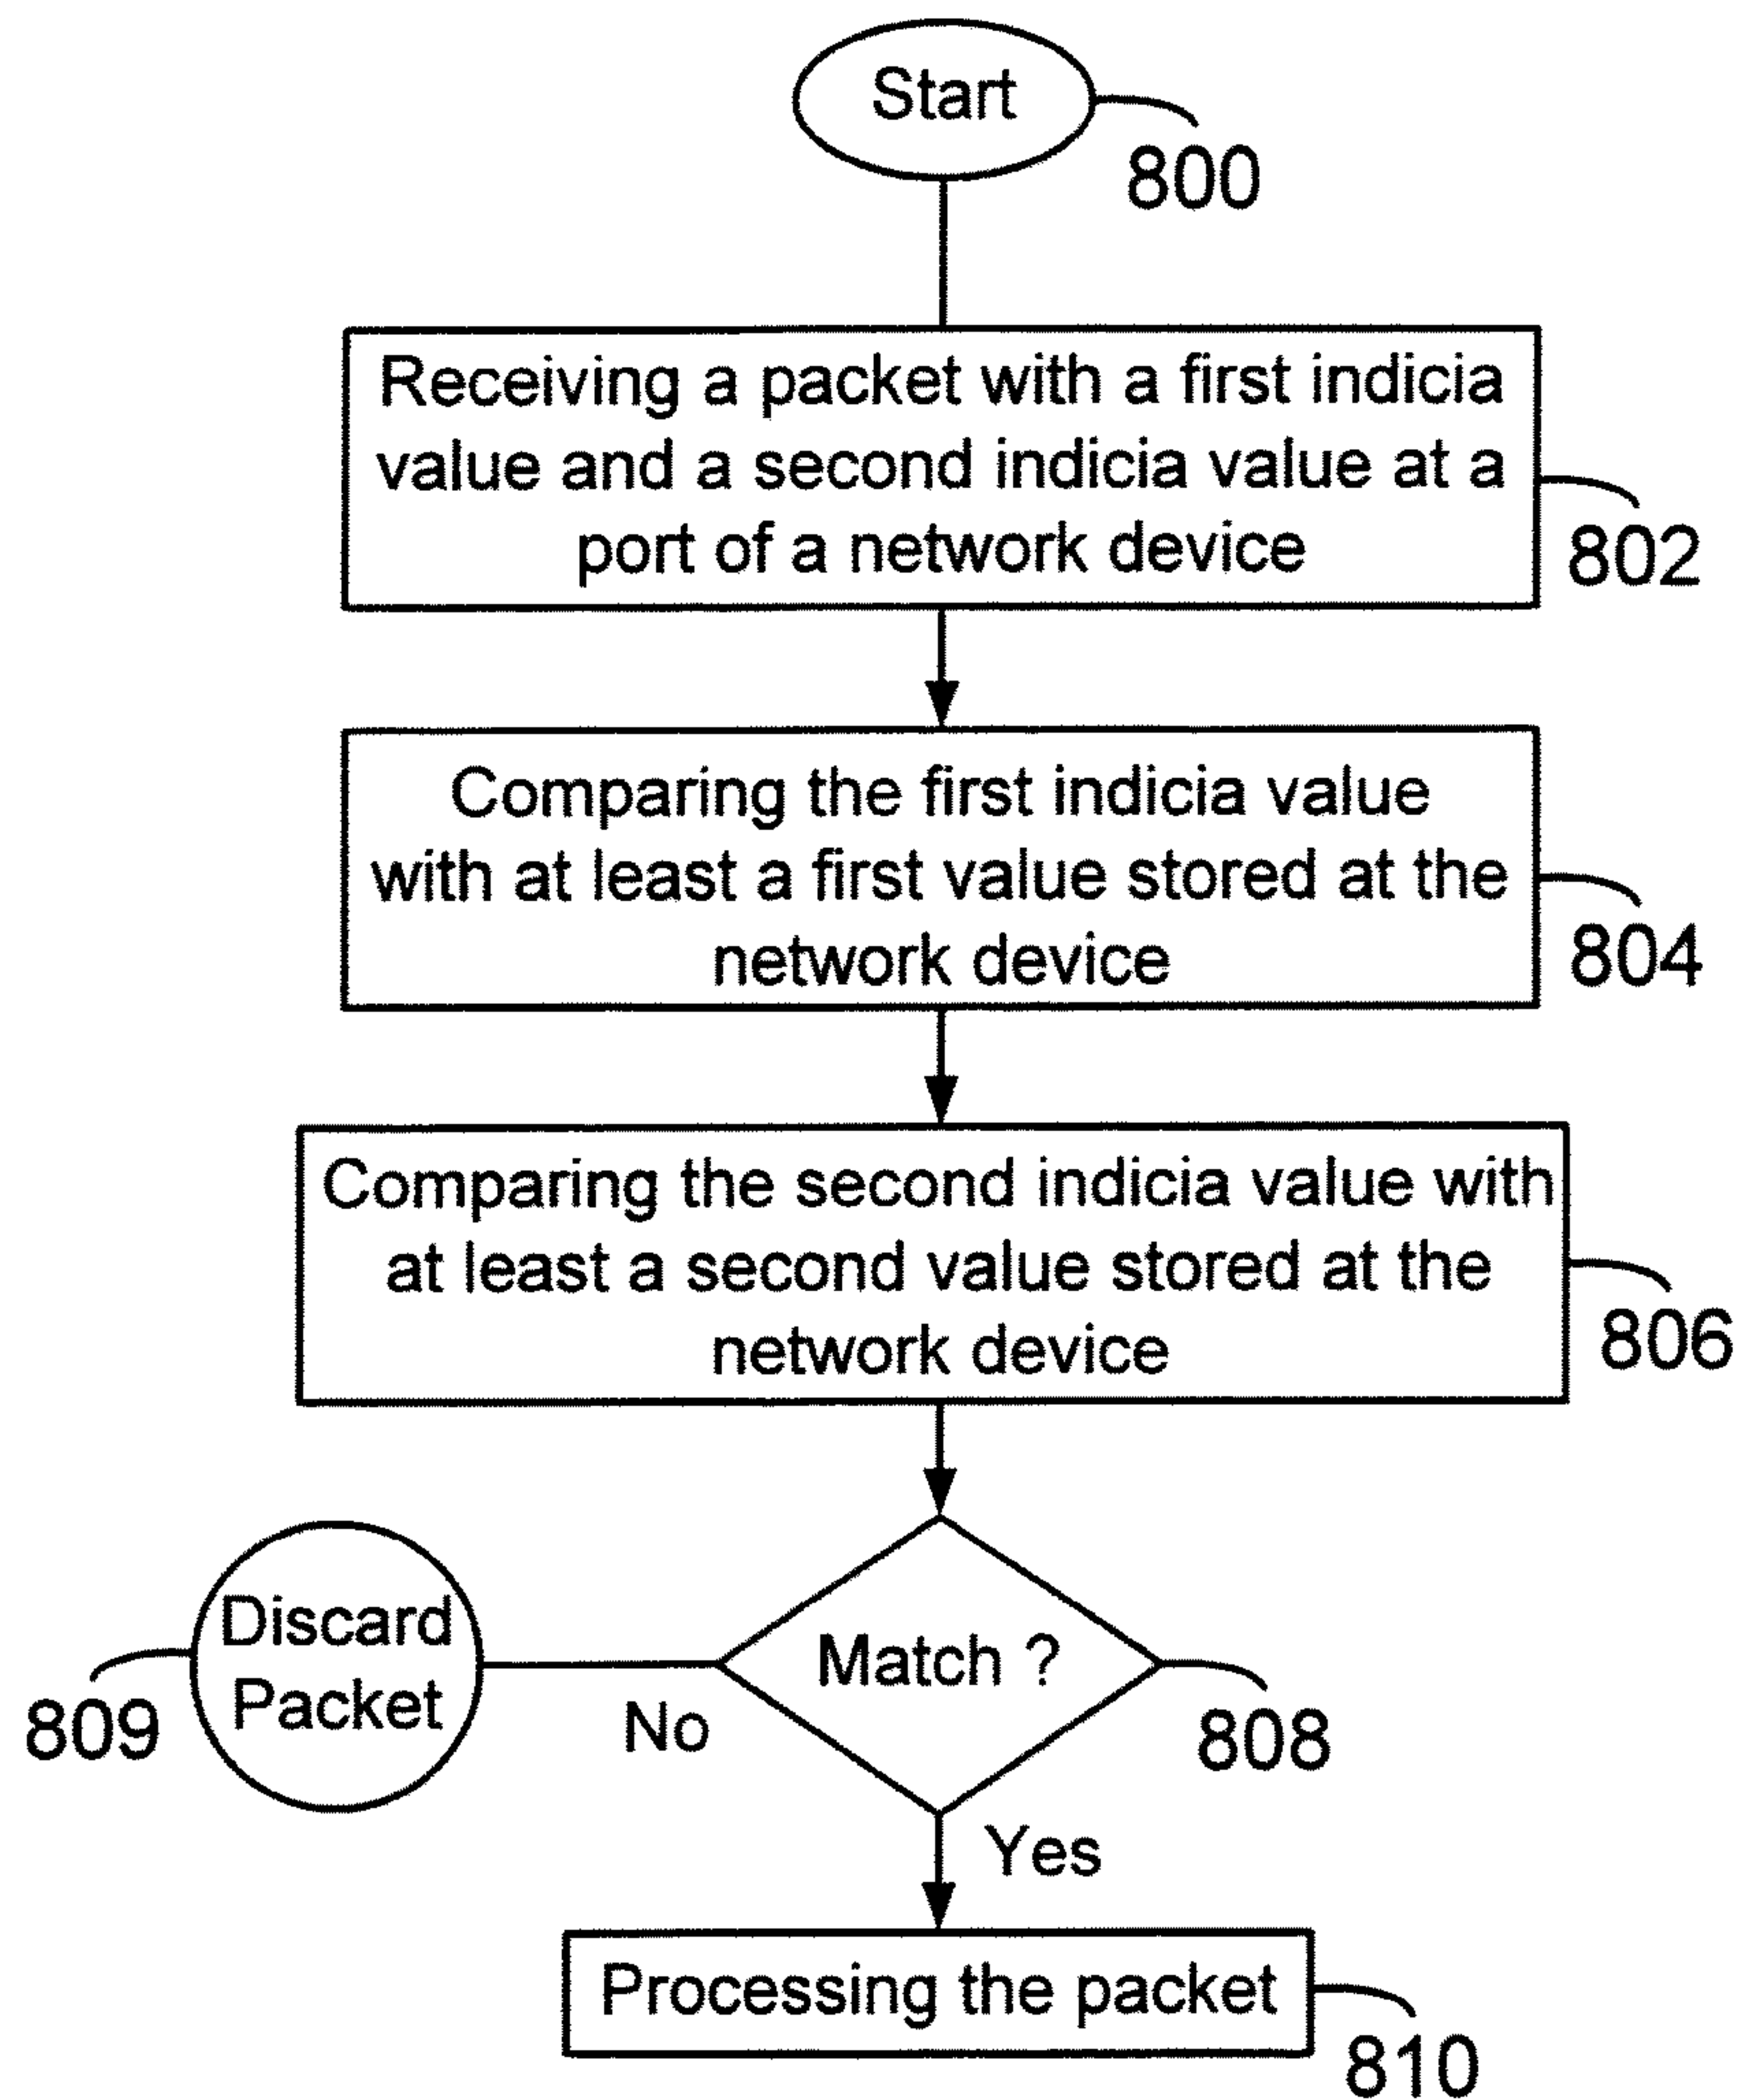 Start
800
Receiving a packet with a first indicia
value and a second indicia value at a
port of a network device
802
Comparing the first indicia value
with at least a first value stored at the
network device
804
Comparing the second indicia value with
at least a second value stored at the
network device
806
Discard
Packet
809
Match ?
808
No
Yes
Processing the packet
810